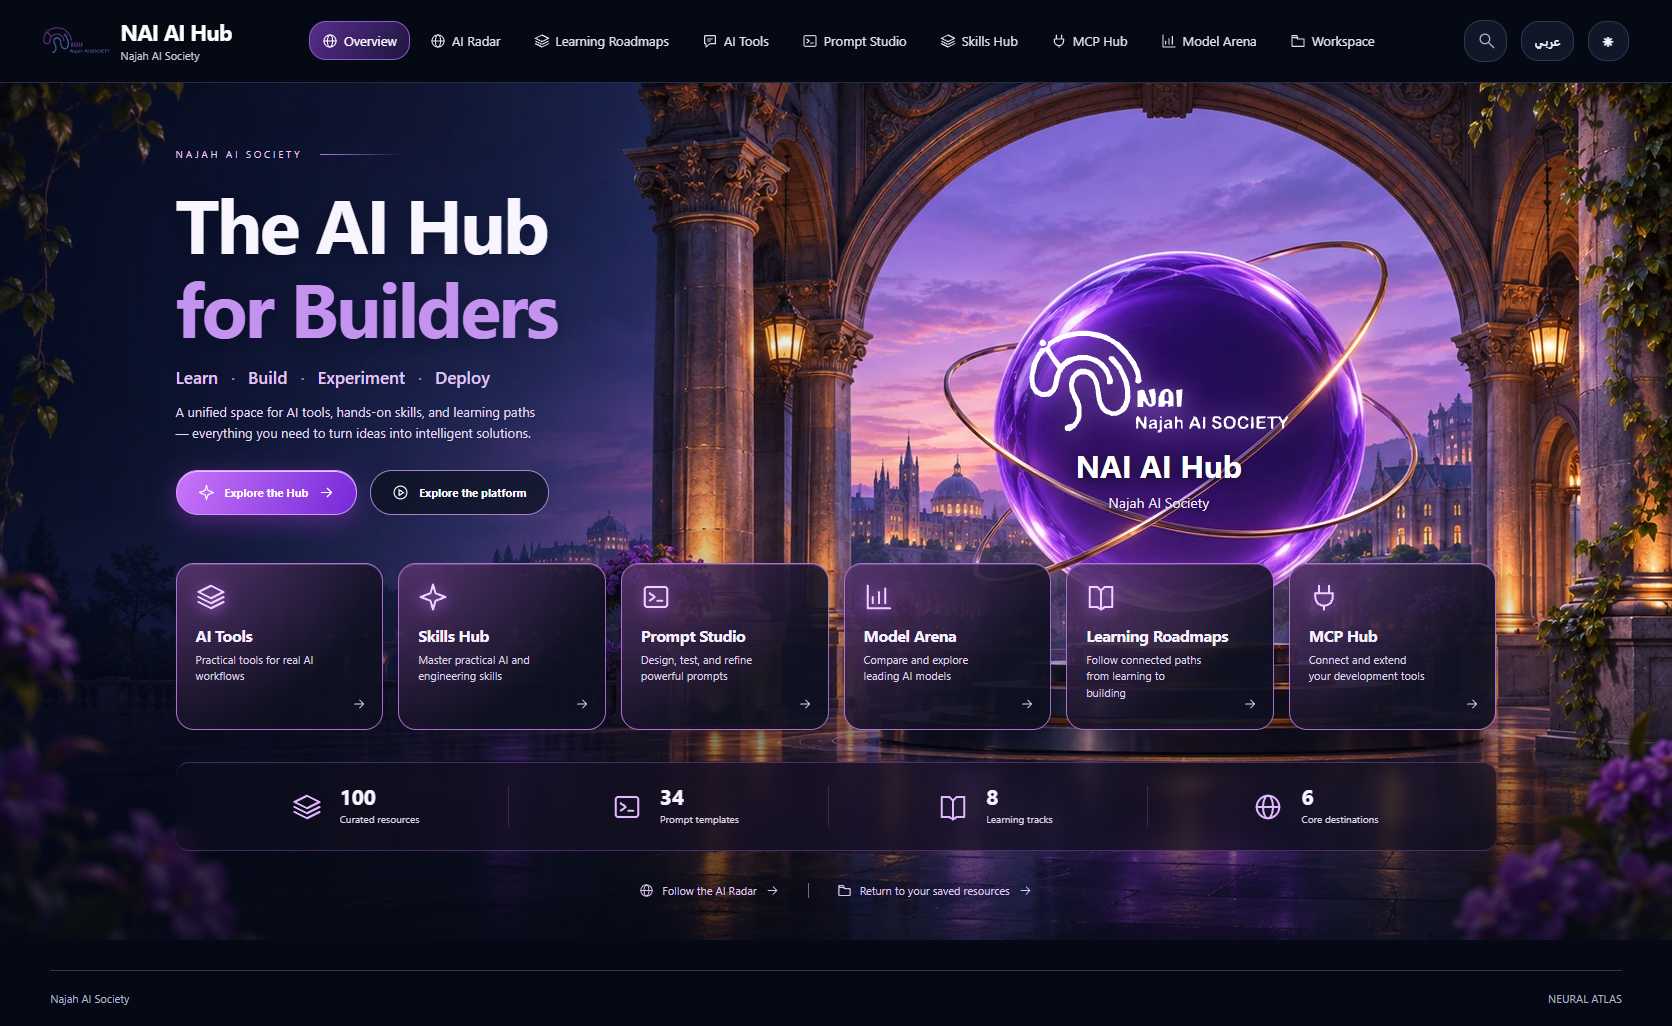 NAI
Najah AI SOCIETY
NAI AI Hub
Najah AI Society
Overview
AI Radar
Learning Roadmaps
AI Tools
Prompt Studio
Skills Hub
MCP Hub
Model Arena
Workspace
عربي
NAJAH AI SOCIETY
The AI Hub
for Builders
Learn · Build · Experiment · Deploy
A unified space for AI tools, hands-on skills, and learning paths
— everything you need to turn ideas into intelligent solutions.
Explore the Hub
Explore the platform
NAI
Najah AI SOCIETY
NAI AI Hub
Najah AI Society
AI Tools
Practical tools for real AI
workflows
Skills Hub
Master practical AI and
engineering skills
Prompt Studio
Design, test, and refine
powerful prompts
Model Arena
Compare and explore
leading AI models
Learning Roadmaps
Follow connected paths
from learning to
building
MCP Hub
Connect and extend
your development tools
100
Curated resources
34
Prompt templates
8
Learning tracks
6
Core destinations
Follow the AI Radar
Return to your saved resources
Najah AI Society
NEURAL ATLAS